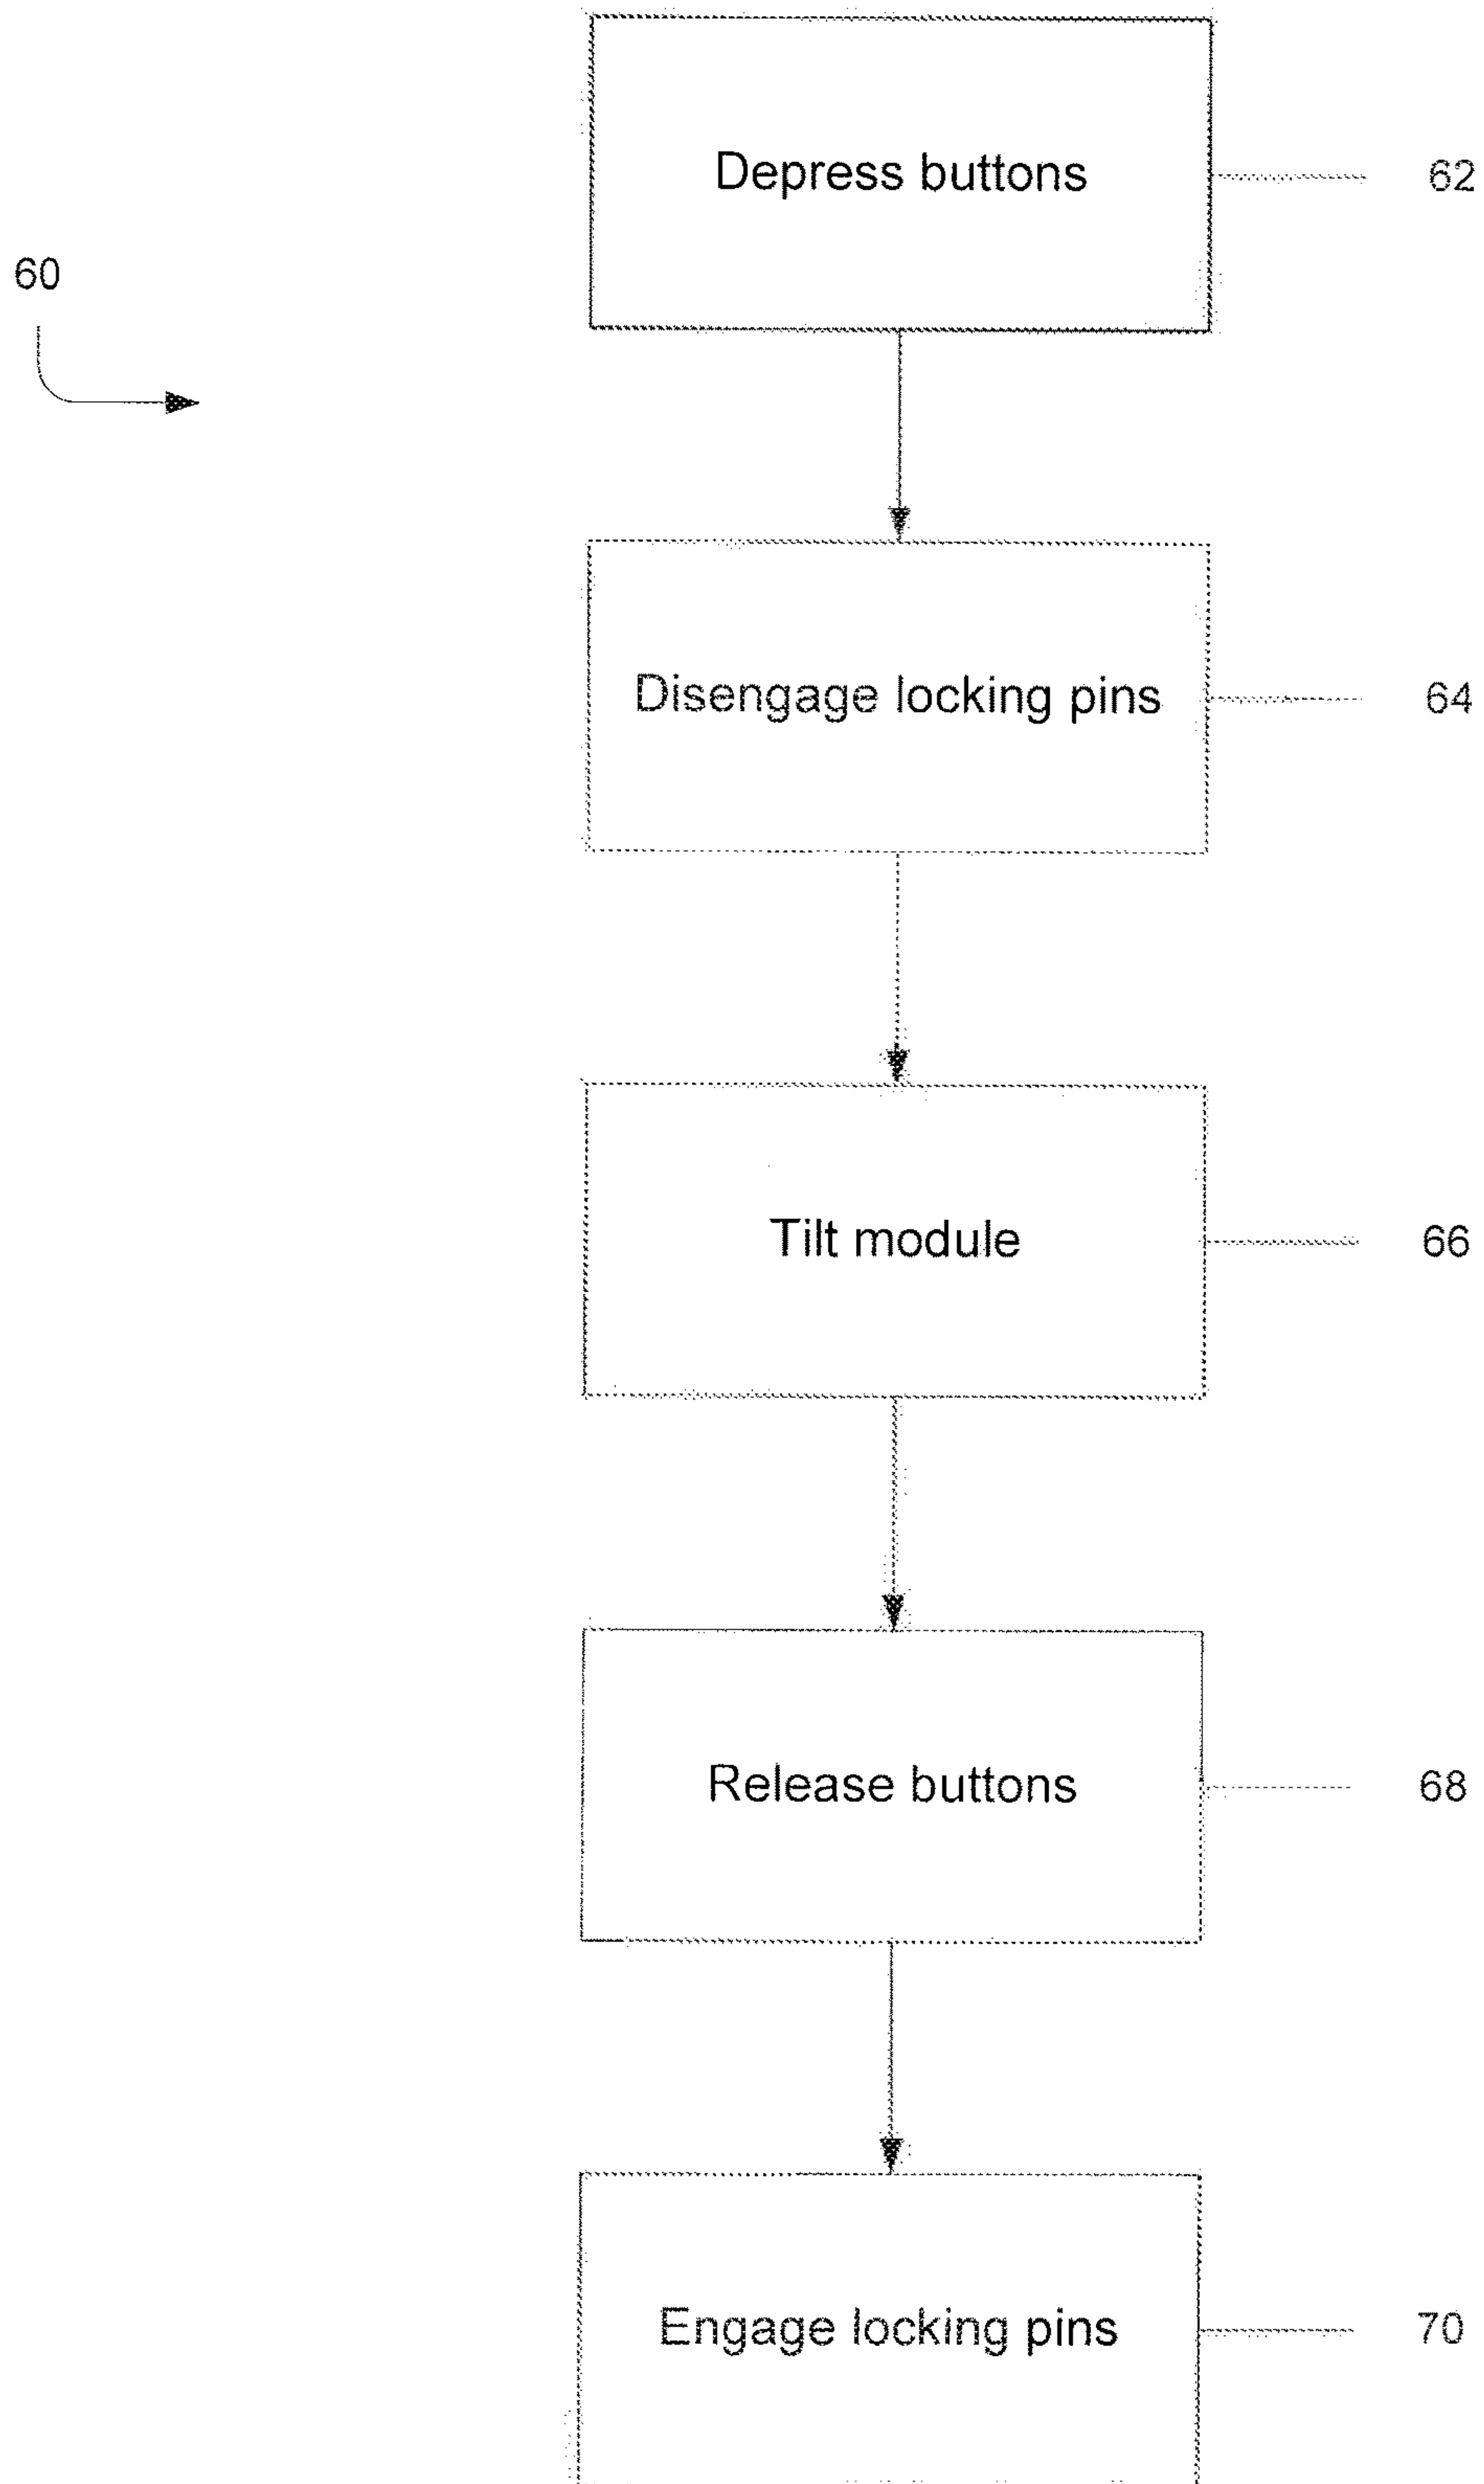 Depress buttons
62
60
Disengage locking pins
64
Tilt module
66
Release buttons
68
Engage locking pins
70